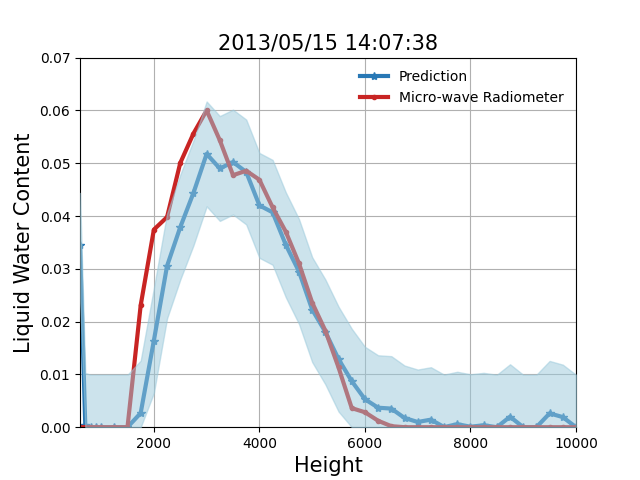 2013/05/15 14:07:38
Prediction
Micro-wave Radiometer
Liquid Water Content
0.07
0.06
0.05
0.04
0.03
0.02
0.01
0.00
2000 4000 6000 8000 10000
Height